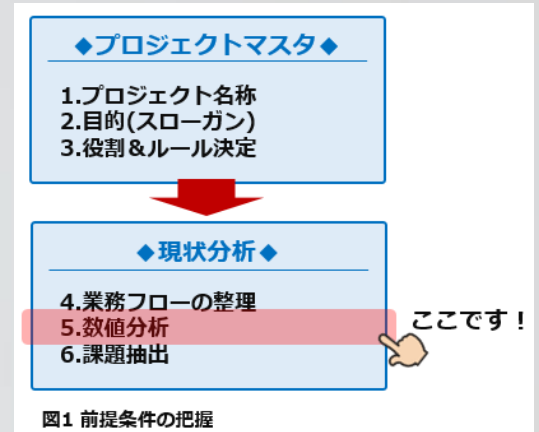 ◆プロジェクトマスタ◆
1.プロジェクト名称
2.目的(スローガン)
3.役割＆ルール決定
◆現状分析◆
4.業務フローの整理
5.数値分析
ここです！
6.課題抽出
図1 前提条件の把握